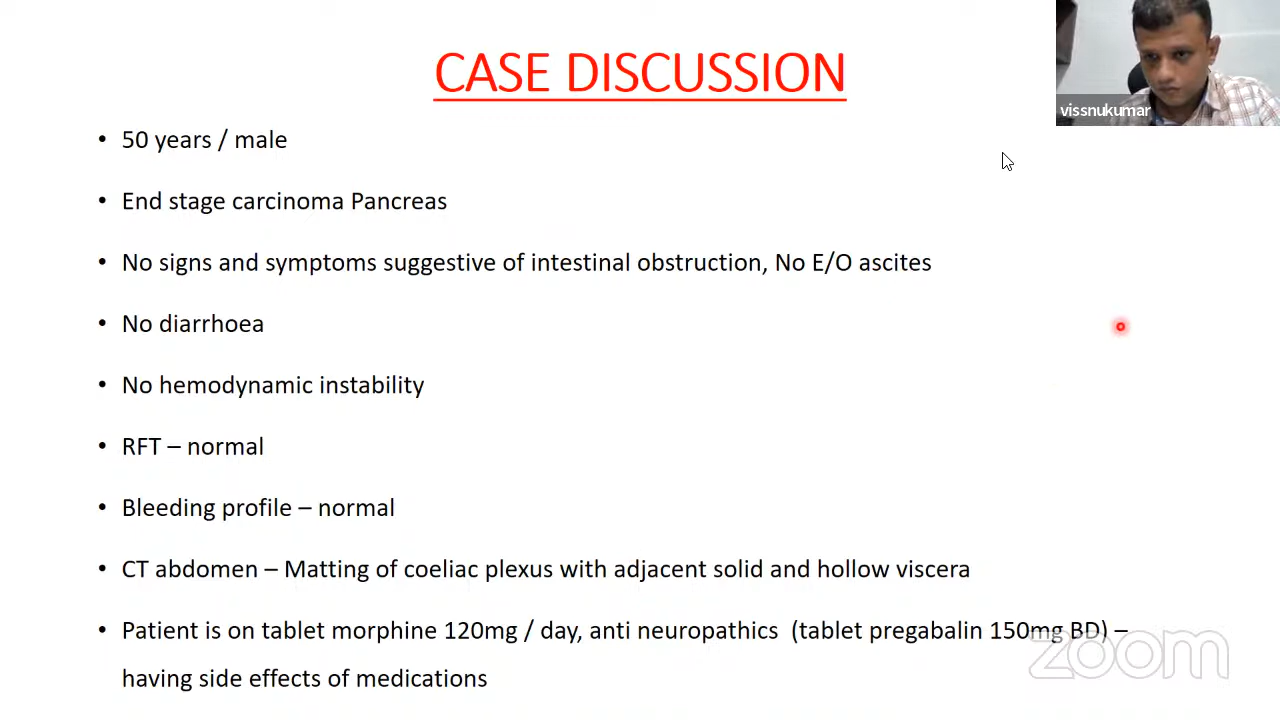 CASE DISCUSSION
vissnukumar
• 50 years / male
• End stage carcinoma Pancreas
• No signs and symptoms suggestive of intestinal obstruction, No E/O ascites
• No diarrhoea
• No hemodynamic instability
• RFT – normal
• Bleeding profile – normal
• CT abdomen – Matting of coeliac plexus with adjacent solid and hollow viscera
• Patient is on tablet morphine 120mg / day, anti neuropathics (tablet pregabalin 150mg BD) –
having side effects of medications
zoom